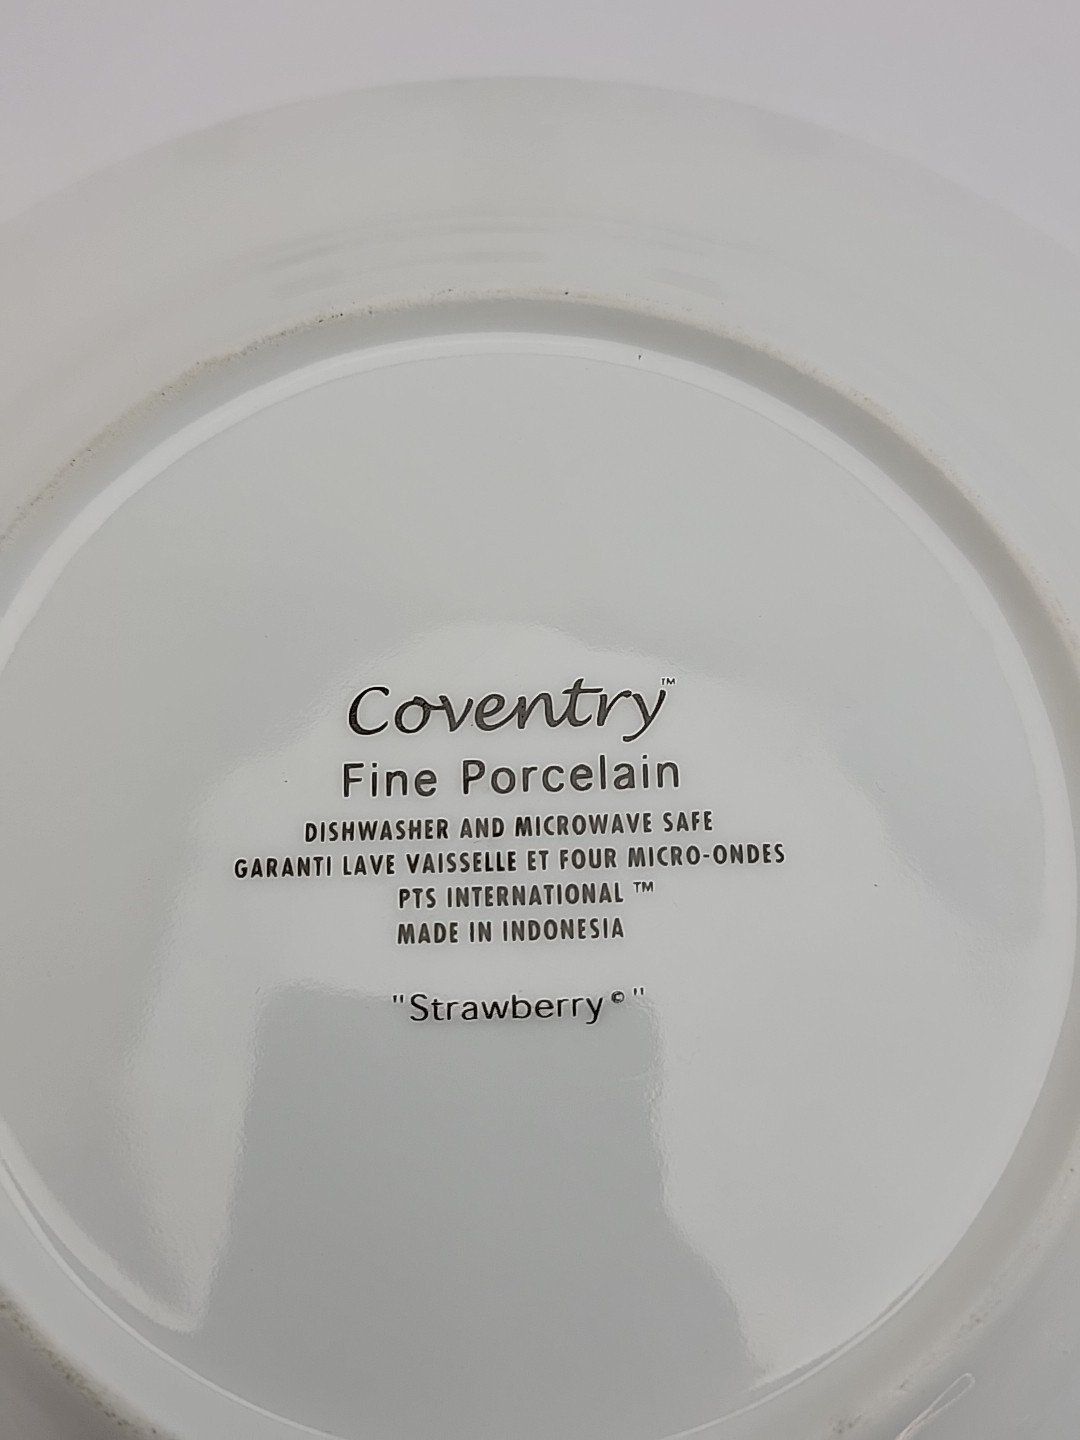 Coventry™
Fine Porcelain
DISHWASHER AND MICROWAVE SAFE
GARANTI LAVE VAISSELLE ET FOUR MICRO-ONDES
PTS INTERNATIONAL ™
MADE IN INDONESIA
"Strawberry©"